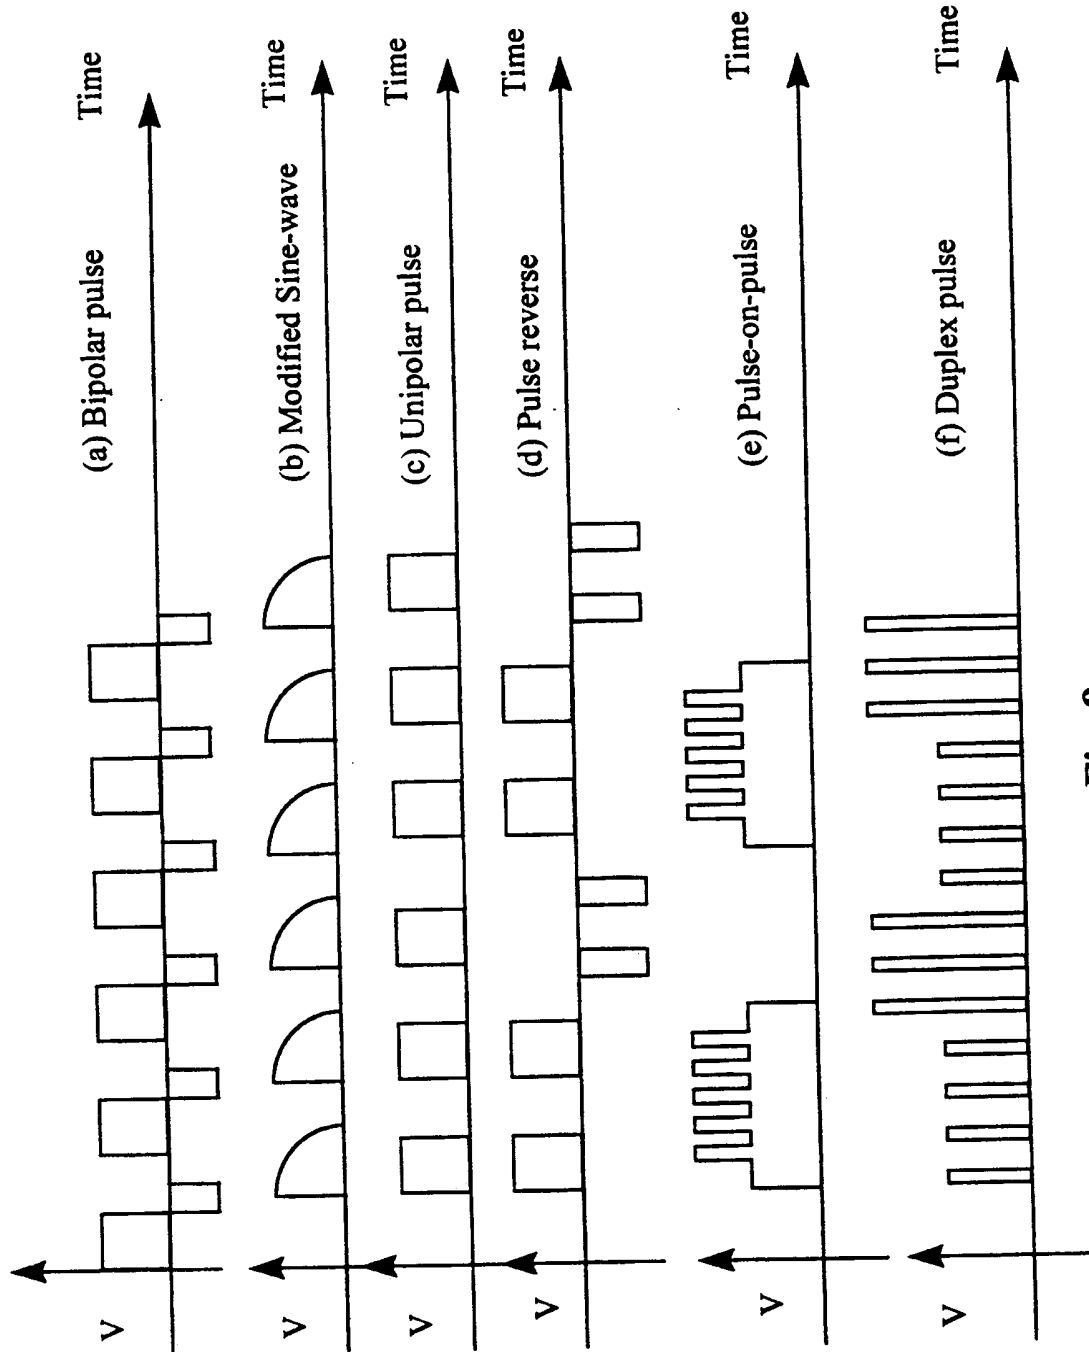 V
(a) Bipolar pulse
Time
V
(b) Modified Sine-wave
Time
V
(c) Unipolar pulse
Time
V
(d) Pulse reverse
Time
V
(e) Pulse-on-pulse
Time
V
(f) Duplex pulse
Time